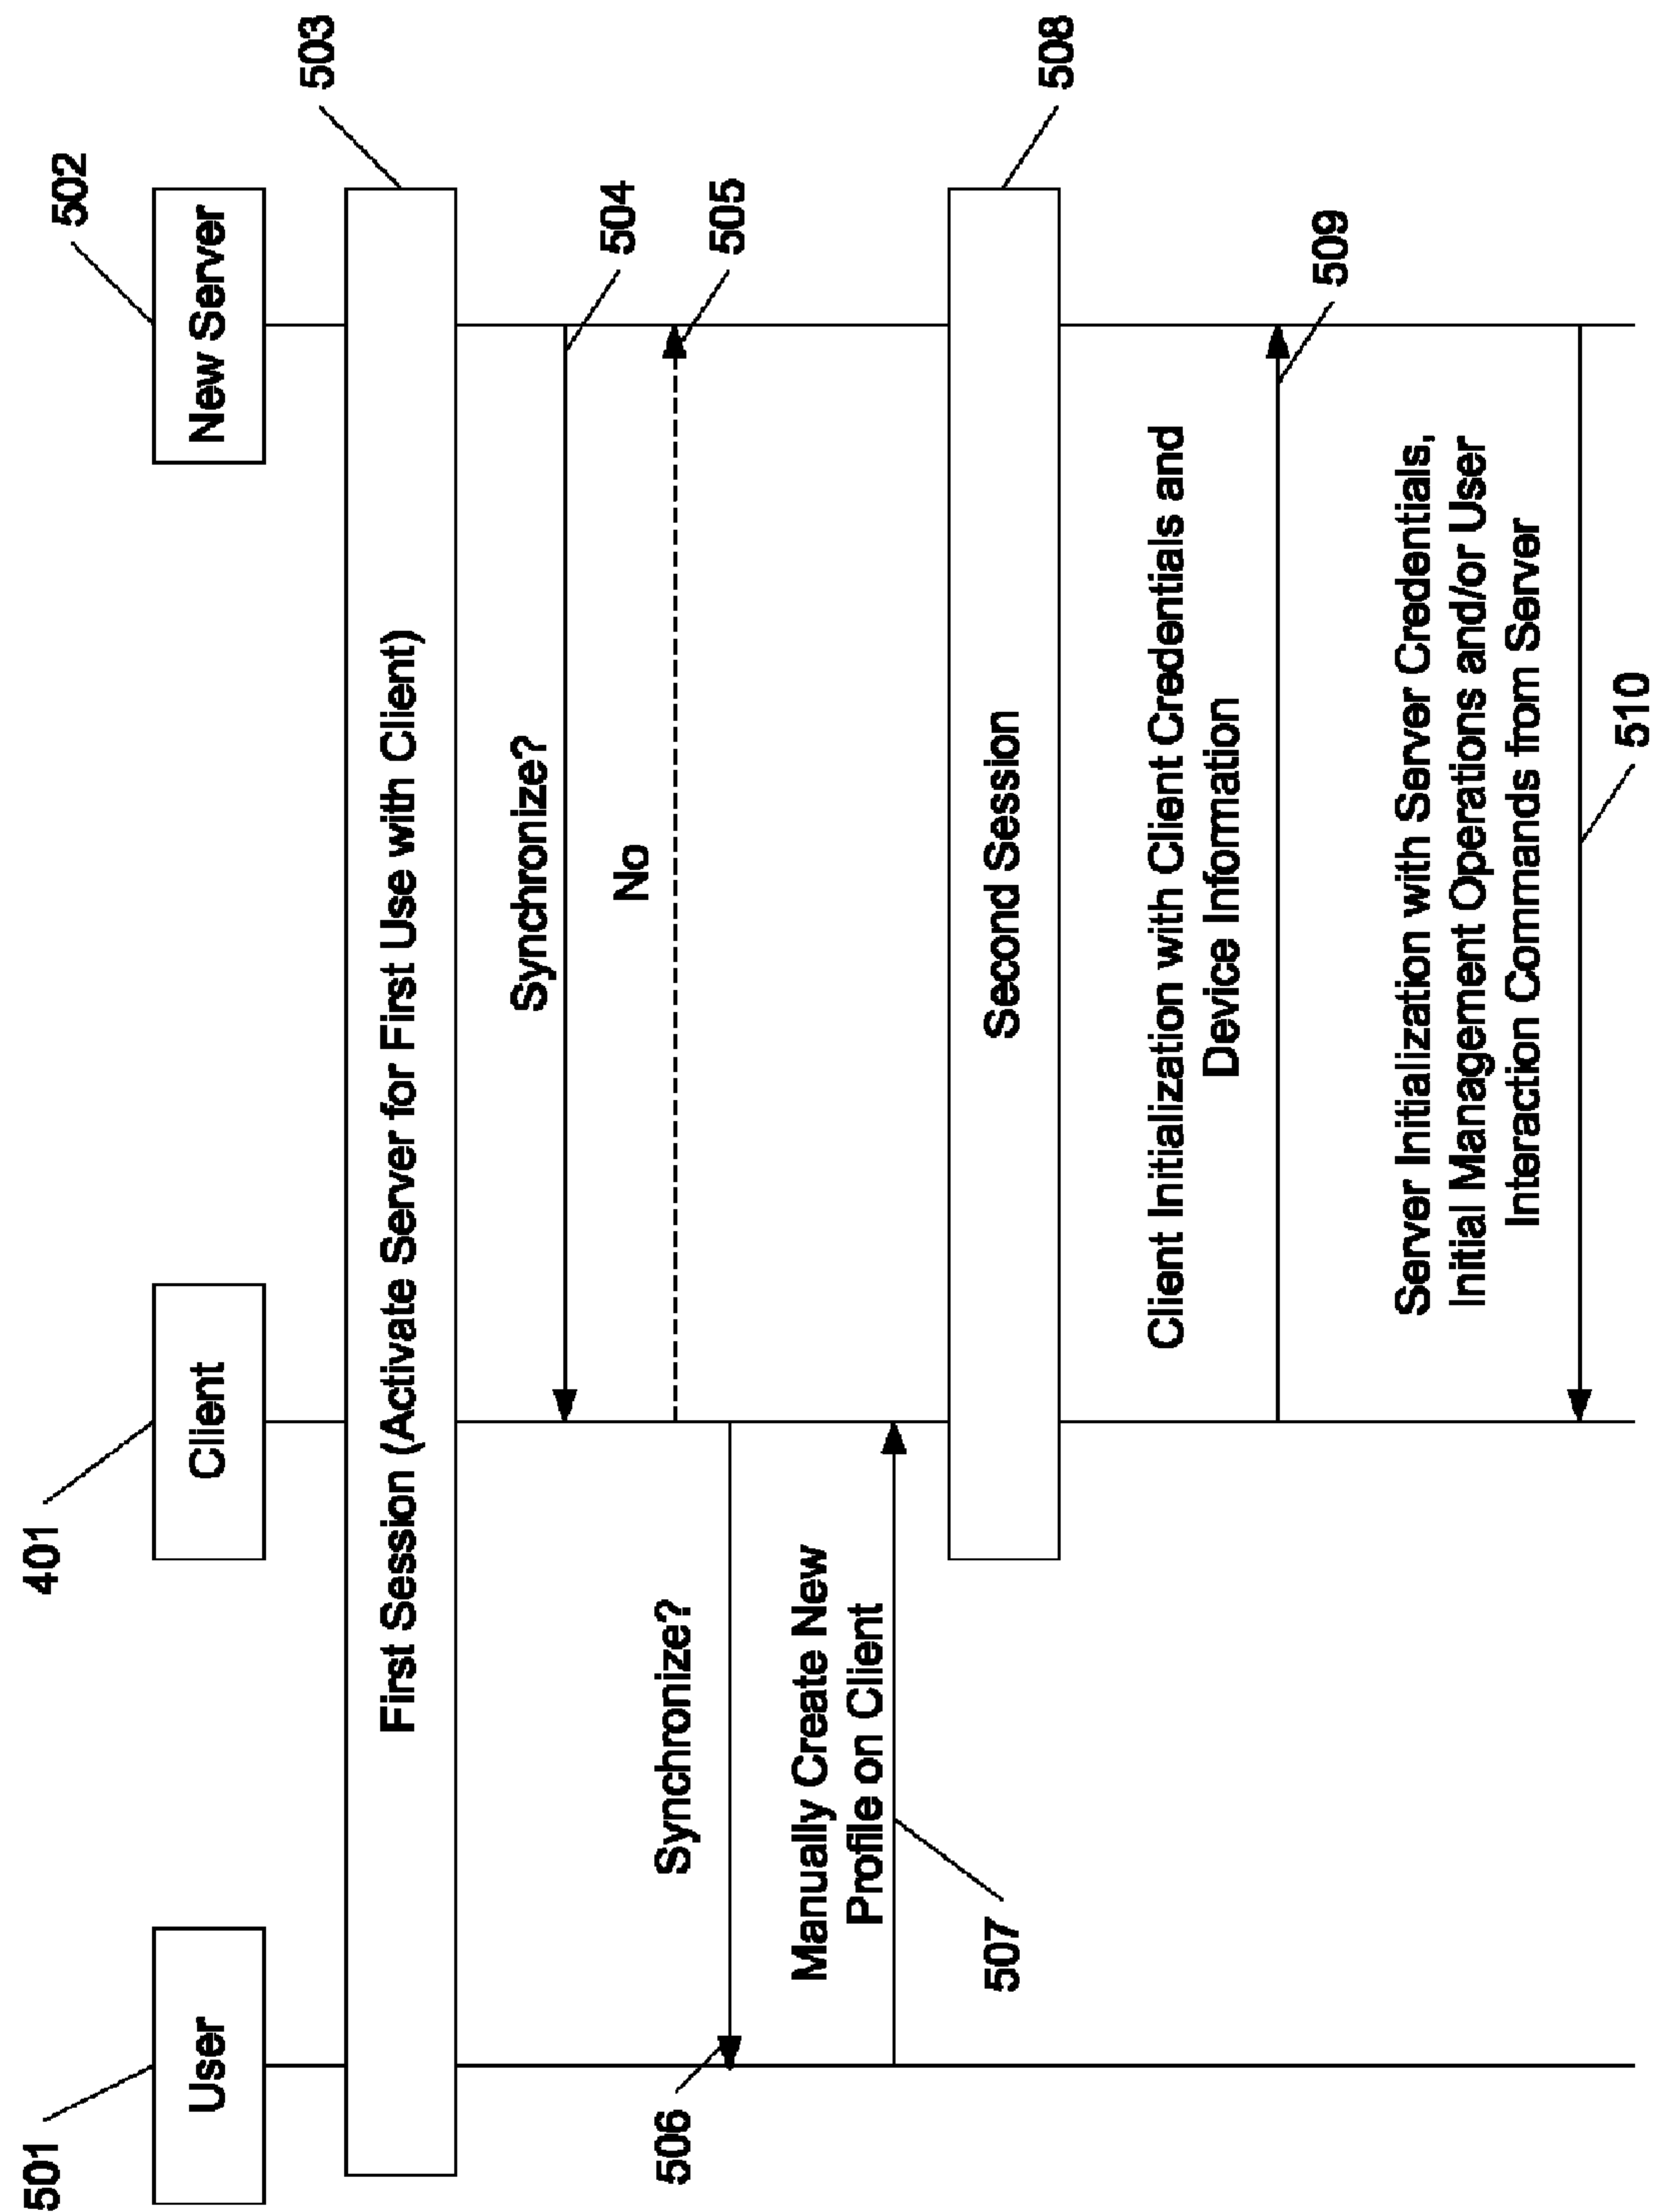 501
401
502
User
Client
New Server
503
First Session (Activate Server for First Use with Client)
Synchronize?
504
No
505
Synchronize?
506
Manually Create New
Profile on Client
507
508
Second Session
Client Initialization with Client Credentials and
Device Information
509
Server Initialization with Server Credentials,
Initial Management Operations and/or User
Interaction Commands from Server
510